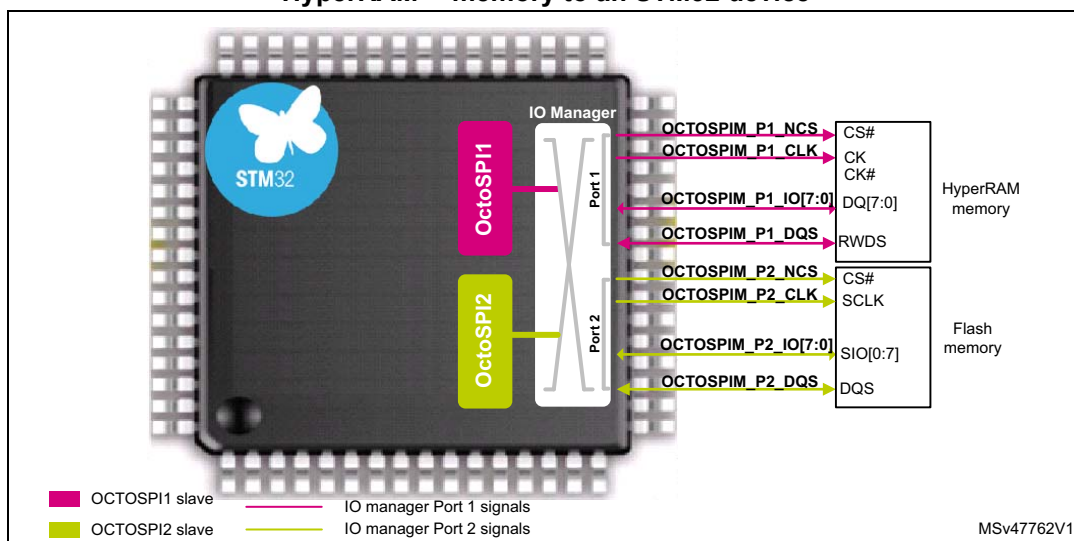 STM32
OctoSPI1
OctoSPI2
IO Manager
Port 1
Port 2
OCTOSPIM_P1_NCS
OCTOSPIM_P1_CLK
OCTOSPIM_P1_IO[7:0]
OCTOSPIM_P1_DQS
OCTOSPIM_P2_NCS
OCTOSPIM_P2_CLK
OCTOSPIM_P2_IO[7:0]
OCTOSPIM_P2_DQS
CS#
CK
CK#
DQ[7:0]
RWDS
HyperRAM
memory
CS#
SCLK
SIO[0:7]
DQS
Flash
memory
OCTOSPI1 slave
IO manager Port 1 signals
OCTOSPI2 slave
IO manager Port 2 signals
MSv47762V1